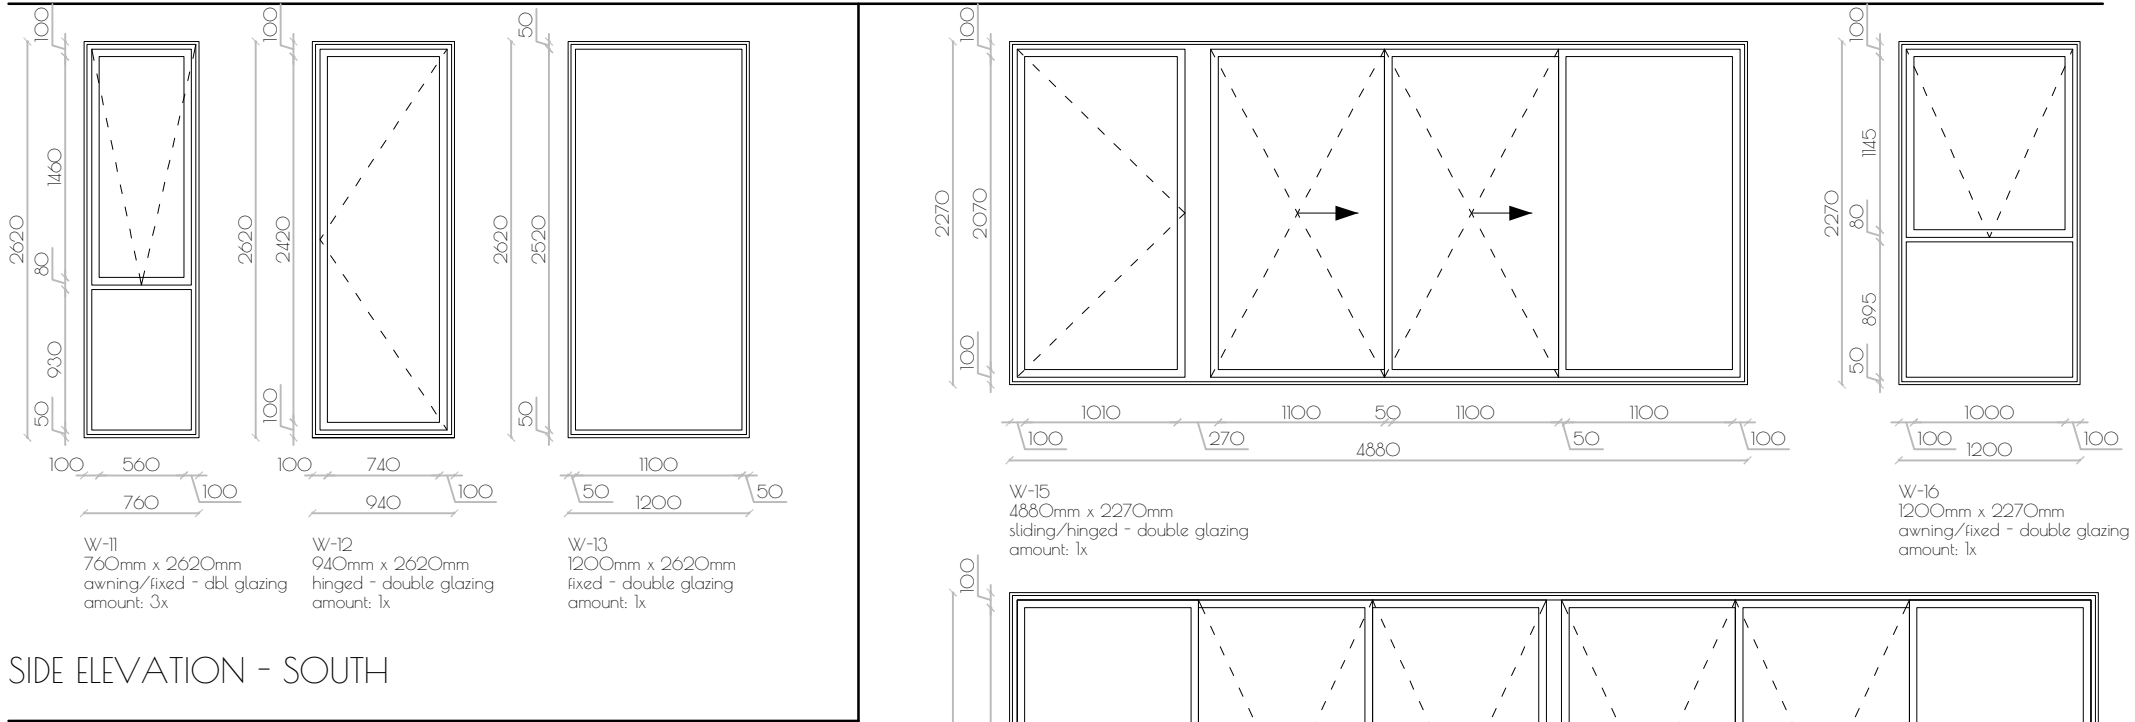 100
2620
1460
80
930
50
100
560
100
760
W-11
760mm x 2620mm
awning/fixed - dbl glazing
amount: 3x
100
2620
2420
100
100
740
100
940
W-12
940mm x 2620mm
hinged - double glazing
amount: 1x
50
2620
2520
50
1100
50
50
1200
W-13
1200mm x 2620mm
fixed - double glazing
amount: 1x
SIDE ELEVATION - SOUTH
100
2270
2070
100
1010
1100
50
1100
1100
100
270
50
100
4880
W-15
4880mm x 2270mm
sliding/hinged - double glazing
amount: 1x
100
2270
1145
80
895
50
1000
100
100
1200
W-16
1200mm x 2270mm
awning/fixed - double glazing
amount: 1x
100